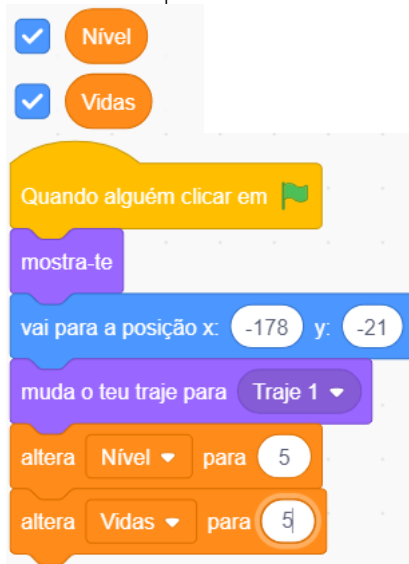 Nível
Vidas
Quando alguém clicar em
mostra-te
vai para a posição x: -178 y: -21
muda o teu traje para Traje 1
altera Nível para 5
altera Vidas para 5